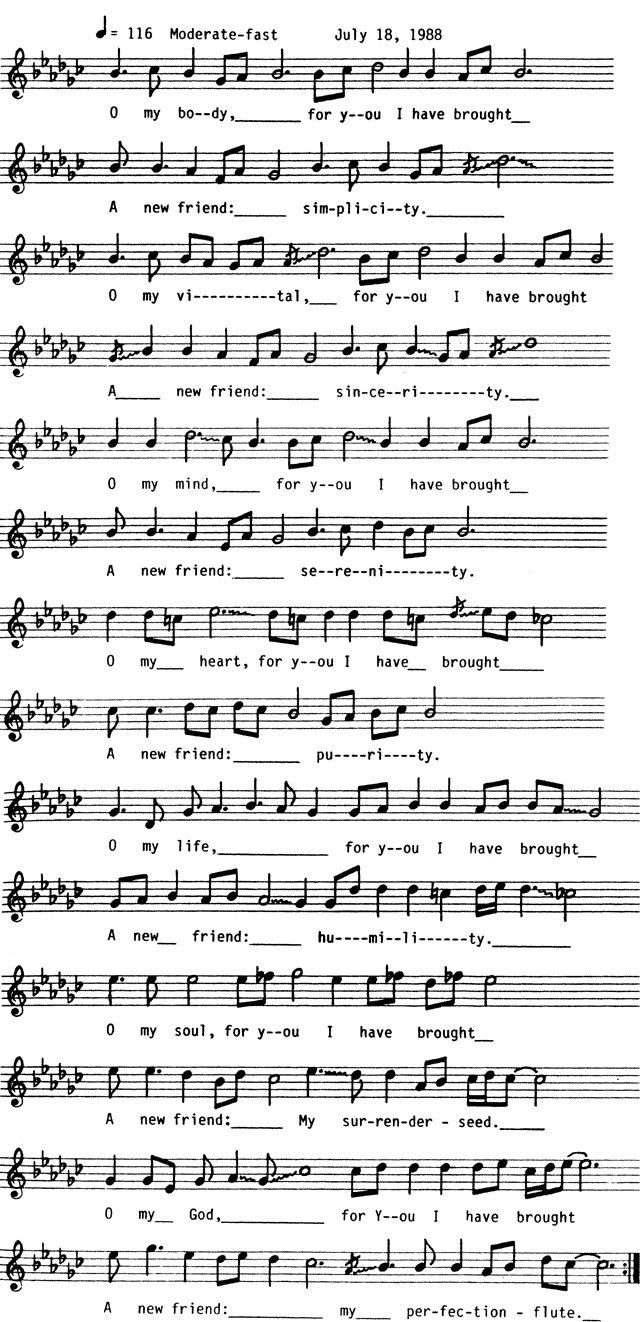 ♩= 116 Moderate-fast July 18, 1988
O my bo--dy,_______ for y--ou I have brought__
A new friend:______ sim-pli-ci--ty._________
O my vi----------tal,___ for y--ou I have brought
A_____ new friend:______ sin-ce--ri--------ty.___
O my mind,_____ for y--ou I have brought__
A new friend:______ se--re--ni--------ty.
O my___ heart, for y--ou I have__ brought_____
A new friend:________ pu----ri----ty.
O my life,_____________ for y--ou I have brought__
A new__ friend:______ hu----mi--li------ty._________
O my soul, for y--ou I have brought__
A new friend:______ My sur-ren-der - seed._____
O my__ God,____________ for Y--ou I have brought
A new friend:___________ my____ per-fec-tion - flute.__